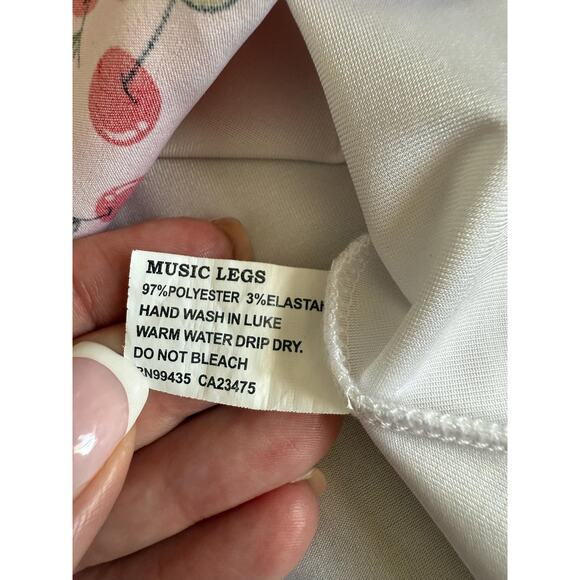 MUSIC LEGS
97%POLYESTER 3%ELASTAN
HAND WASH IN LUKE
WARM WATER DRIP DRY.
DO NOT BLEACH
RN99435 CA23475